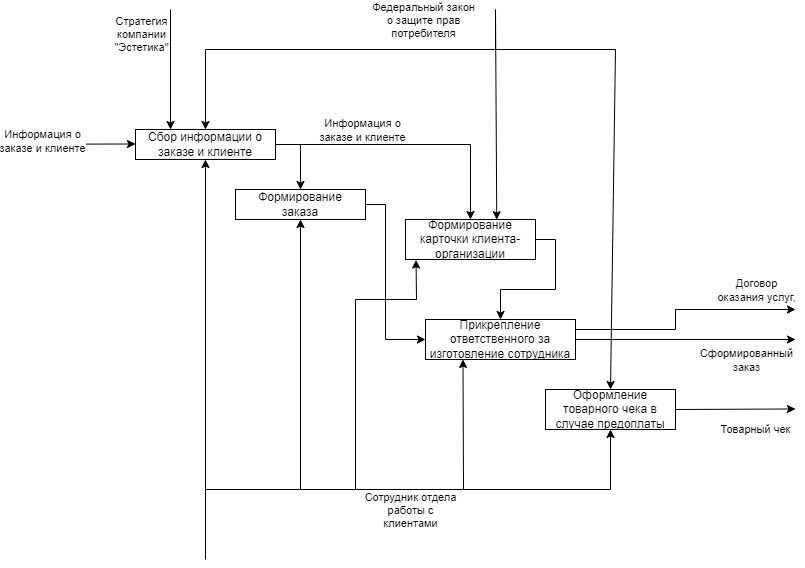 Стратегия
компании
"Эстетика"
Федеральный закон
о защите прав
потребителя
Информация о
заказе и клиенте
Сбор информации о
заказе и клиенте
Информация о
заказе и клиенте
Формирование
заказа
Формирование
карточки клиента-
организации
Договор
оказания услуг,
Прикрепление
ответственного за
изготовление сотрудника
Сформированный
заказ
Оформление
товарного чека в
случае предоплаты
Товарный чек
Сотрудник отдела
работы с
клиентами